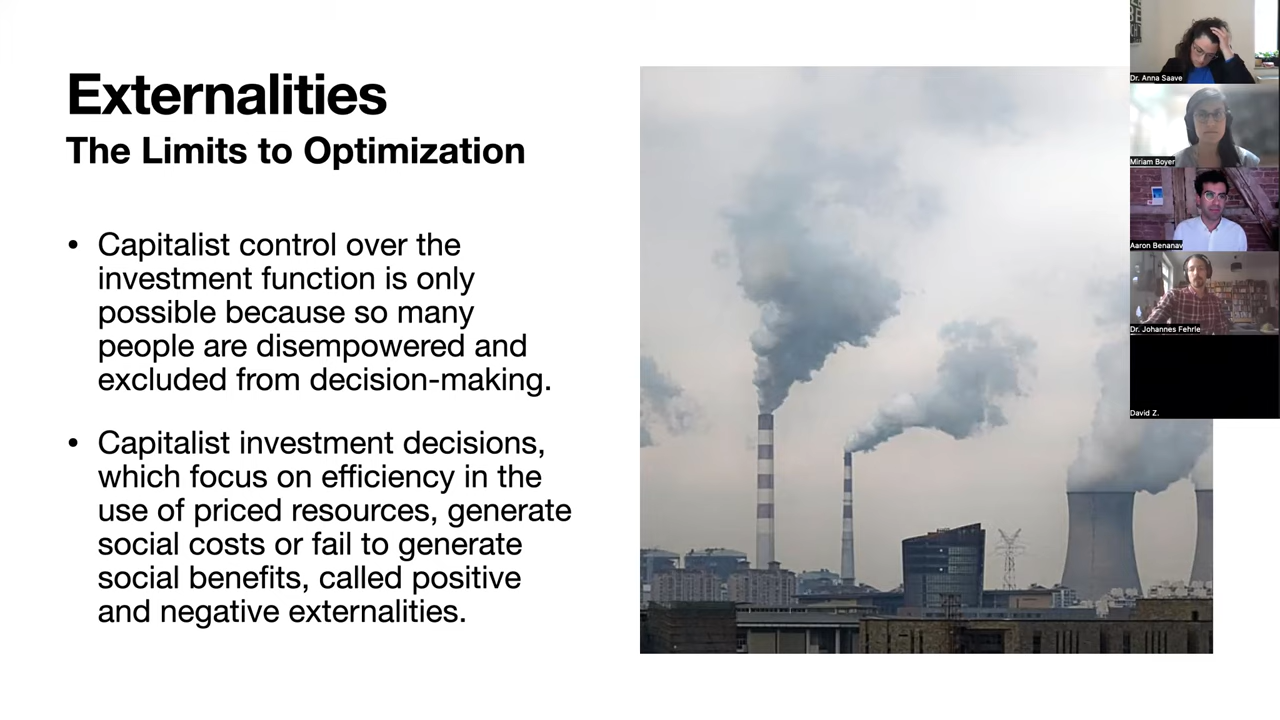 Externalities
The Limits to Optimization
• Capitalist control over the
investment function is only
possible because so many
people are disempowered and
excluded from decision-making.
• Capitalist investment decisions,
which focus on efficiency in the
use of priced resources, generate
social costs or fail to generate
social benefits, called positive
and negative externalities.
Dr. Anna Saave
Miriam Boyer
Aaron Benanav
Dr. Johannes Fehrle
David Z.